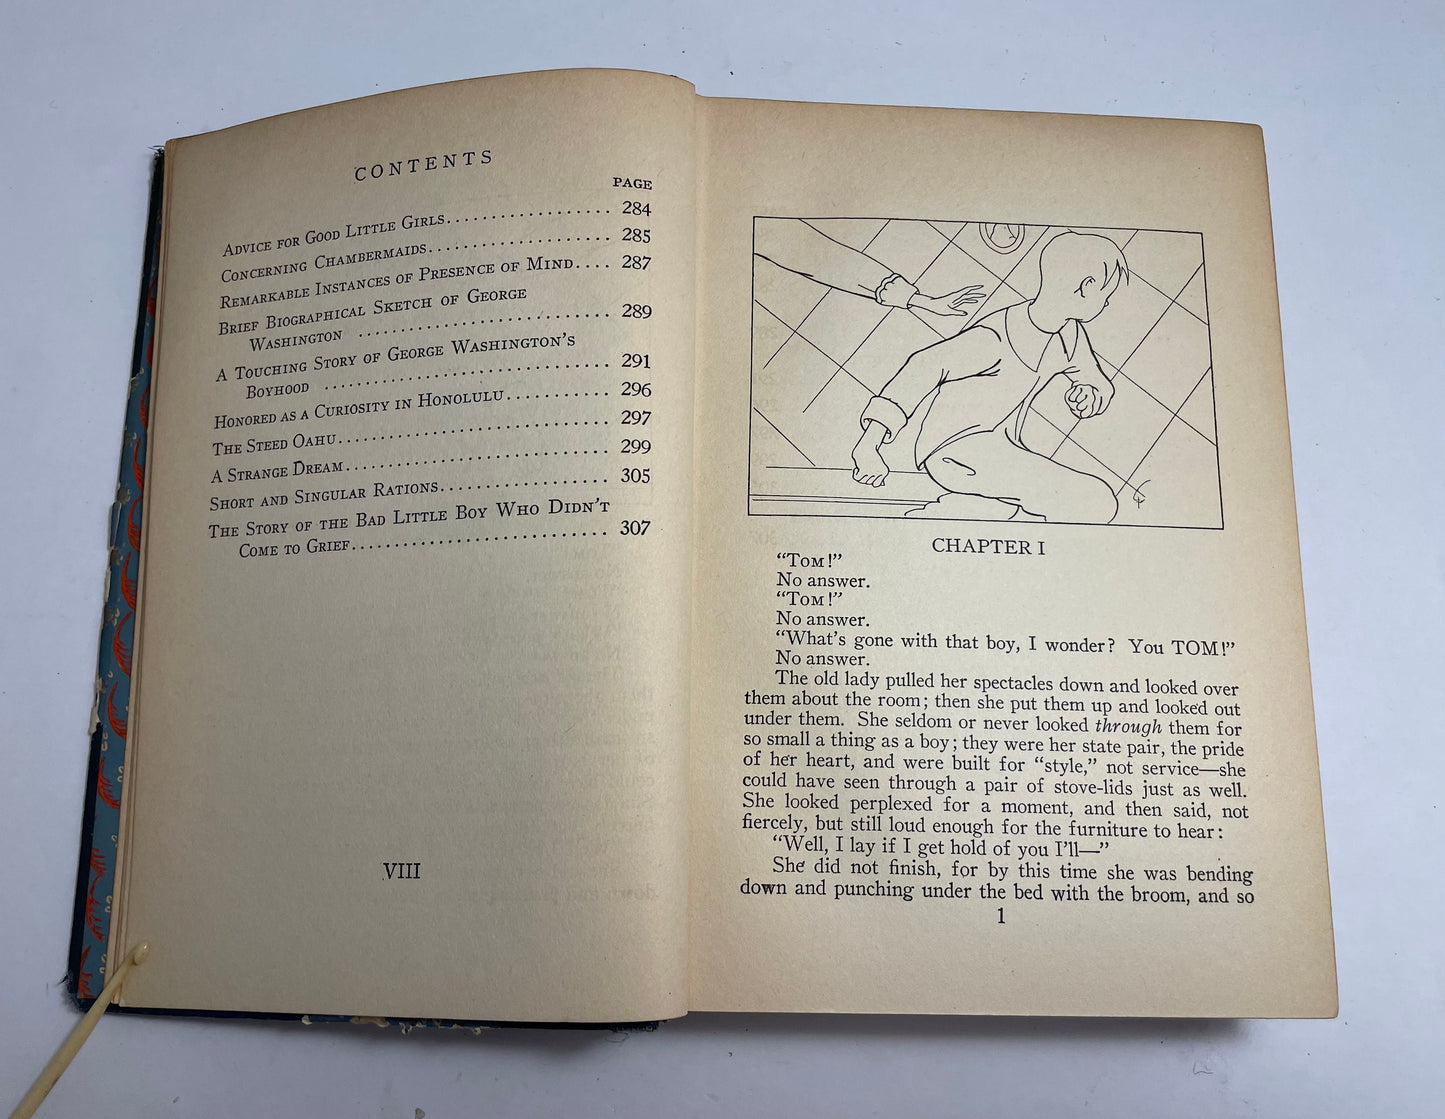 CONTENTS
PAGE
ADVICE FOR GOOD LITTLE GIRLS.................. 284
CONCERNING CHAMBERMAIDS.................... 285
REMARKABLE INSTANCES OF PRESENCE OF MIND.... 287
BRIEF BIOGRAPHICAL SKETCH OF GEORGE
WASHINGTON ............................ 289
A TOUCHING STORY OF GEORGE WASHINGTON'S
BOYHOOD ............................... 291
HONORED AS A CURIOSITY IN HONOLULU........... 296
THE STEED OAHU............................. 297
A STRANGE DREAM............................. 299
SHORT AND SINGULAR RATIONS.................. 305
THE STORY OF THE BAD LITTLE BOY WHO DIDN'T
COME TO GRIEF............................ 307
VIII
CHAPTER I
“TOM!”
No answer.
“TOM!”
No answer.
“What's gone with that boy, I wonder? You TOM!”
No answer.
The old lady pulled her spectacles down and looked over
them about the room; then she put them up and looked out
under them. She seldom or never looked through them for
so small a thing as a boy; they were her state pair, the pride
of her heart, and were built for “style,” not service—she
could have seen through a pair of stove-lids just as well.
She looked perplexed for a moment, and then said, not
fiercely, but still loud enough for the furniture to hear:
“Well, I lay if I get hold of you I'll—”
She did not finish, for by this time she was bending
down and punching under the bed with the broom, and so
1